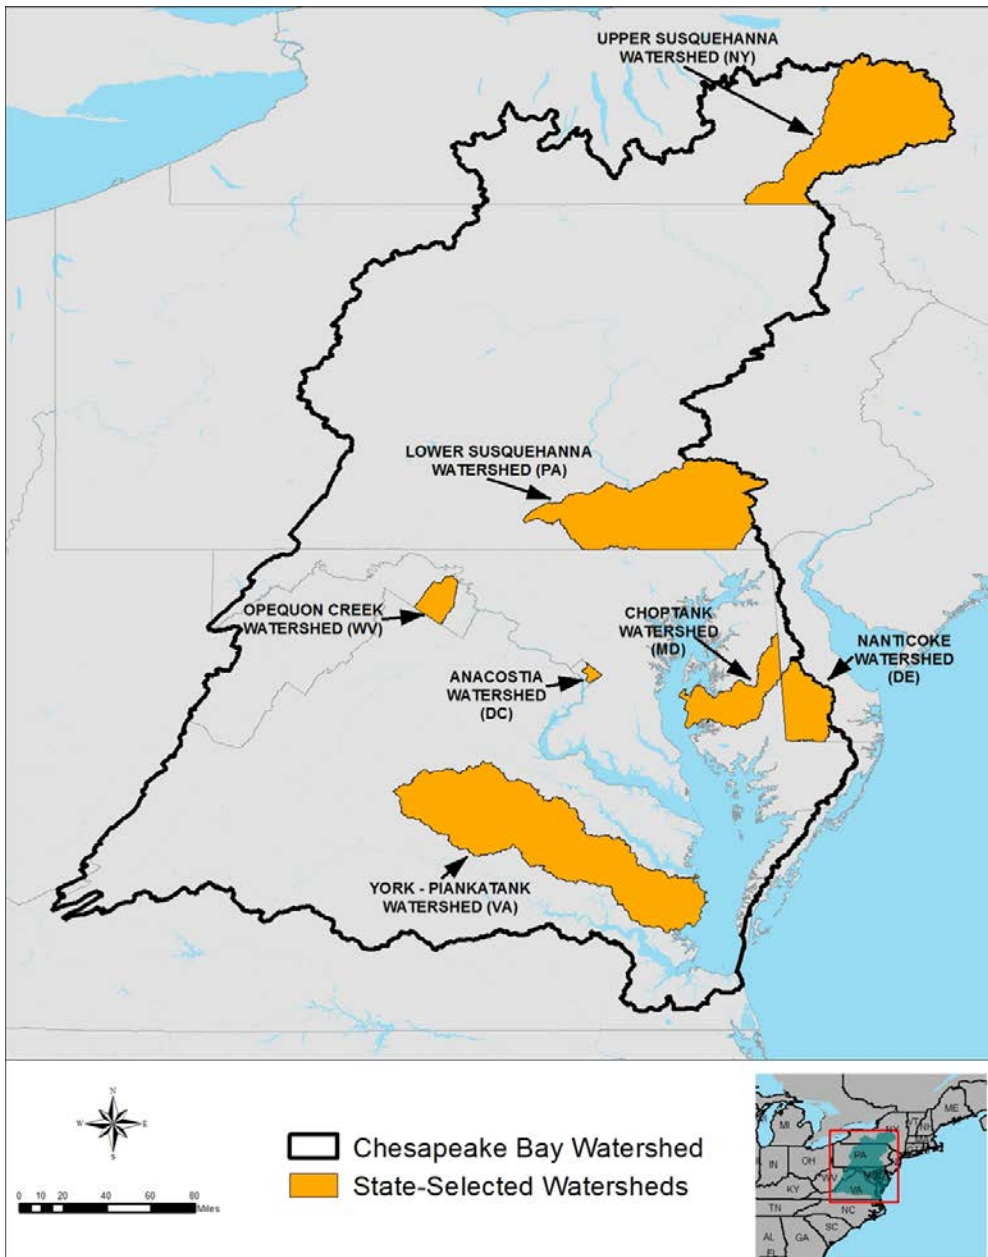 UPPER SUSQUEHANNA
WATERSHED (NY)
LOWER SUSQUEHANNA
WATERSHED (PA)
OPEQUON CREEK
WATERSHED (WV)
CHOPTANK
WATERSHED
(MD)
NANTICOKE
WATERSHED
(DE)
ANACOSTIA
WATERSHED
(DC)
YORK - PIANKATANK
WATERSHED (VA)
N
W
E
S
0 10 20 40 60 80
Miles
Chesapeake Bay Watershed
State-Selected Watersheds
ME
VT
NH
MI
NY
PA
OH
IN
WV
VA
KY
NC
TN
SC
AL
GA